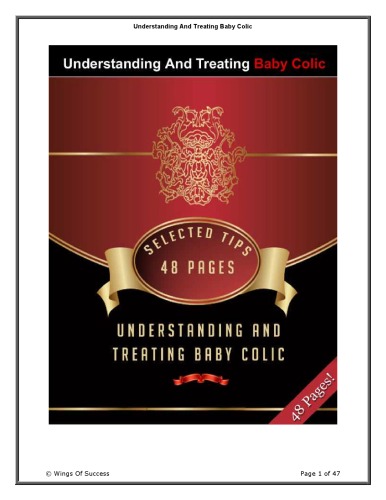 Understanding And Treating Baby Colic
Understanding And Treating Baby Colic
SELECTED TIPS
48 PAGES
UNDERSTANDING AND
TREATING BABY COLIC
48 Pages!
© Wings Of Success Page 1 of 47